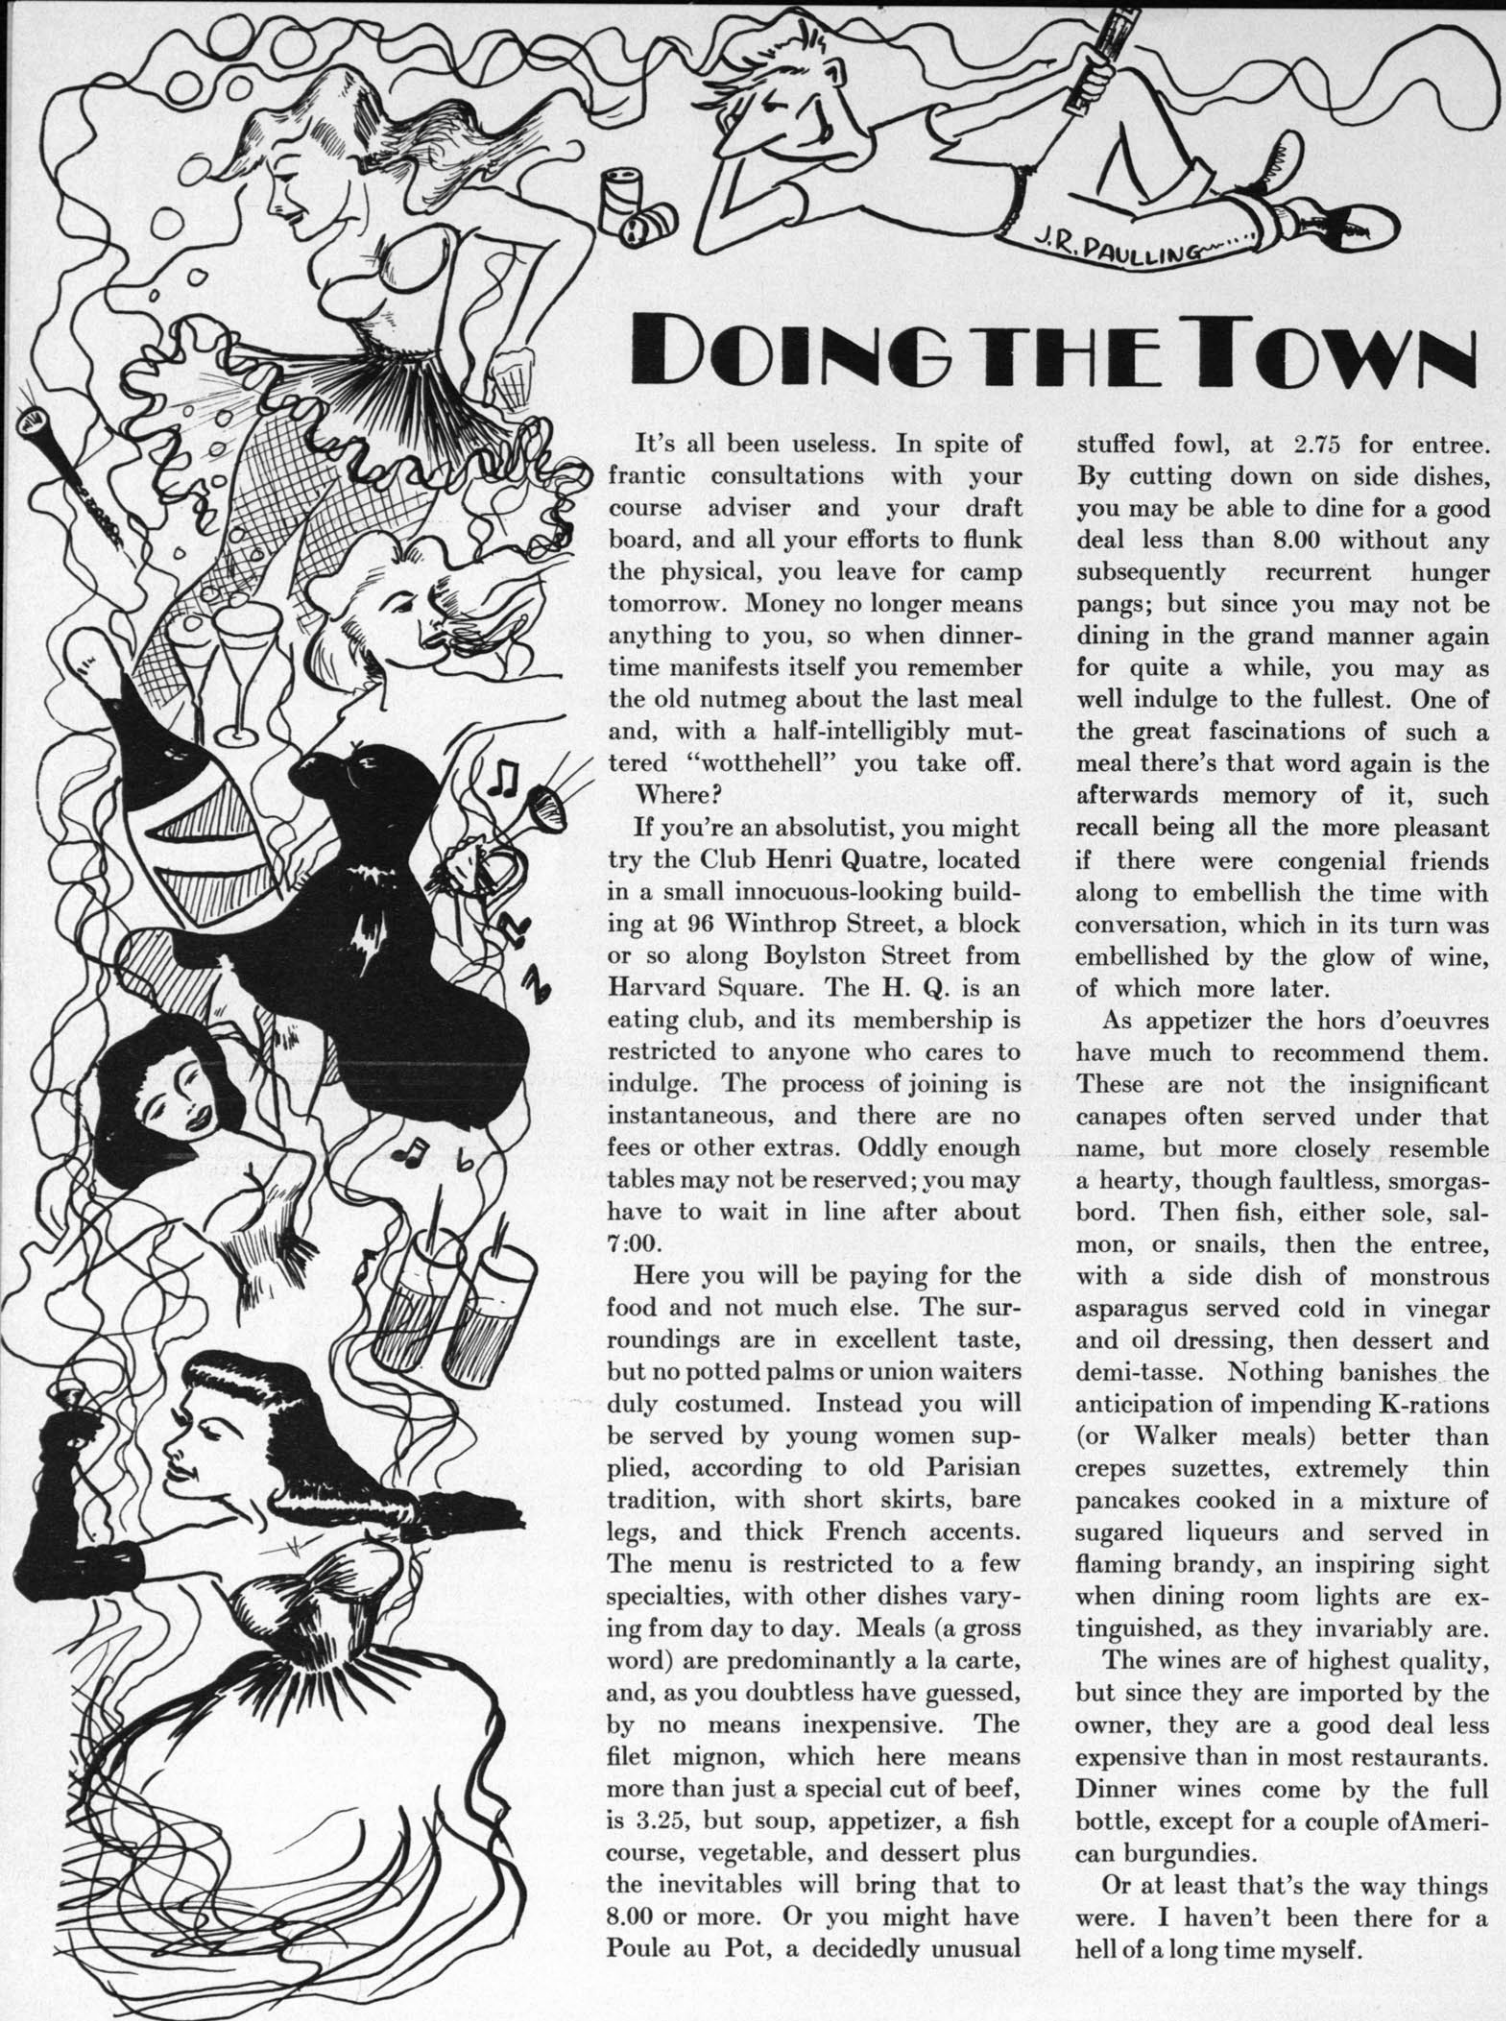 J.R. PAULLING
DOING THE TOWN
It's all been useless. In spite of
frantic consultations with your
course adviser and your draft
board, and all your efforts to flunk
the physical, you leave for camp
tomorrow. Money no longer means
anything to you, so when dinner-
time manifests itself you remember
the old nutmeg about the last meal
and, with a half-intelligibly mut-
tered "wotthehell" you take off.
Where?
If you're an absolutist, you might
try the Club Henri Quatre, located
in a small innocuous-looking build-
ing at 96 Winthrop Street, a block
or so along Boylston Street from
Harvard Square. The H. Q. is an
eating club, and its membership is
restricted to anyone who cares to
indulge. The process of joining is
instantaneous, and there are no
fees or other extras. Oddly enough
tables may not be reserved; you may
have to wait in line after about
7:00.
Here you will be paying for the
food and not much else. The sur-
roundings are in excellent taste,
but no potted palms or union waiters
duly costumed. Instead you will
be served by young women sup-
plied, according to old Parisian
tradition, with short skirts, bare
legs, and thick French accents.
The menu is restricted to a few
specialties, with other dishes vary-
ing from day to day. Meals (a gross
word) are predominantly a la carte,
and, as you doubtless have guessed,
by no means inexpensive. The
filet mignon, which here means
more than just a special cut of beef,
is 3.25, but soup, appetizer, a fish
course, vegetable, and dessert plus
the inevitables will bring that to
8.00 or more. Or you might have
Poule au Pot, a decidedly unusual
stuffed fowl, at 2.75 for entree.
By cutting down on side dishes,
you may be able to dine for a good
deal less than 8.00 without any
subsequently recurrent hunger
pangs; but since you may not be
dining in the grand manner again
for quite a while, you may as
well indulge to the fullest. One of
the great fascinations of such a
meal there's that word again is the
afterwards memory of it, such
recall being all the more pleasant
if there were congenial friends
along to embellish the time with
conversation, which in its turn was
embellished by the glow of wine,
of which more later.
As appetizer the hors d'oeuvres
have much to recommend them.
These are not the insignificant
canapes often served under that
name, but more closely resemble
a hearty, though faultless, smorgas-
bord. Then fish, either sole, sal-
mon, or snails, then the entree,
with a side dish of monstrous
asparagus served cold in vinegar
and oil dressing, then dessert and
demi-tasse. Nothing banishes the
anticipation of impending K-rations
(or Walker meals) better than
crepes suzettes, extremely thin
pancakes cooked in a mixture of
sugared liqueurs and served in
flaming brandy, an inspiring sight
when dining room lights are ex-
tinguished, as they invariably are.
The wines are of highest quality,
but since they are imported by the
owner, they are a good deal less
expensive than in most restaurants.
Dinner wines come by the full
bottle, except for a couple ofAmeri-
can burgundies.
Or at least that's the way things
were. I haven't been there for a
hell of a long time myself.